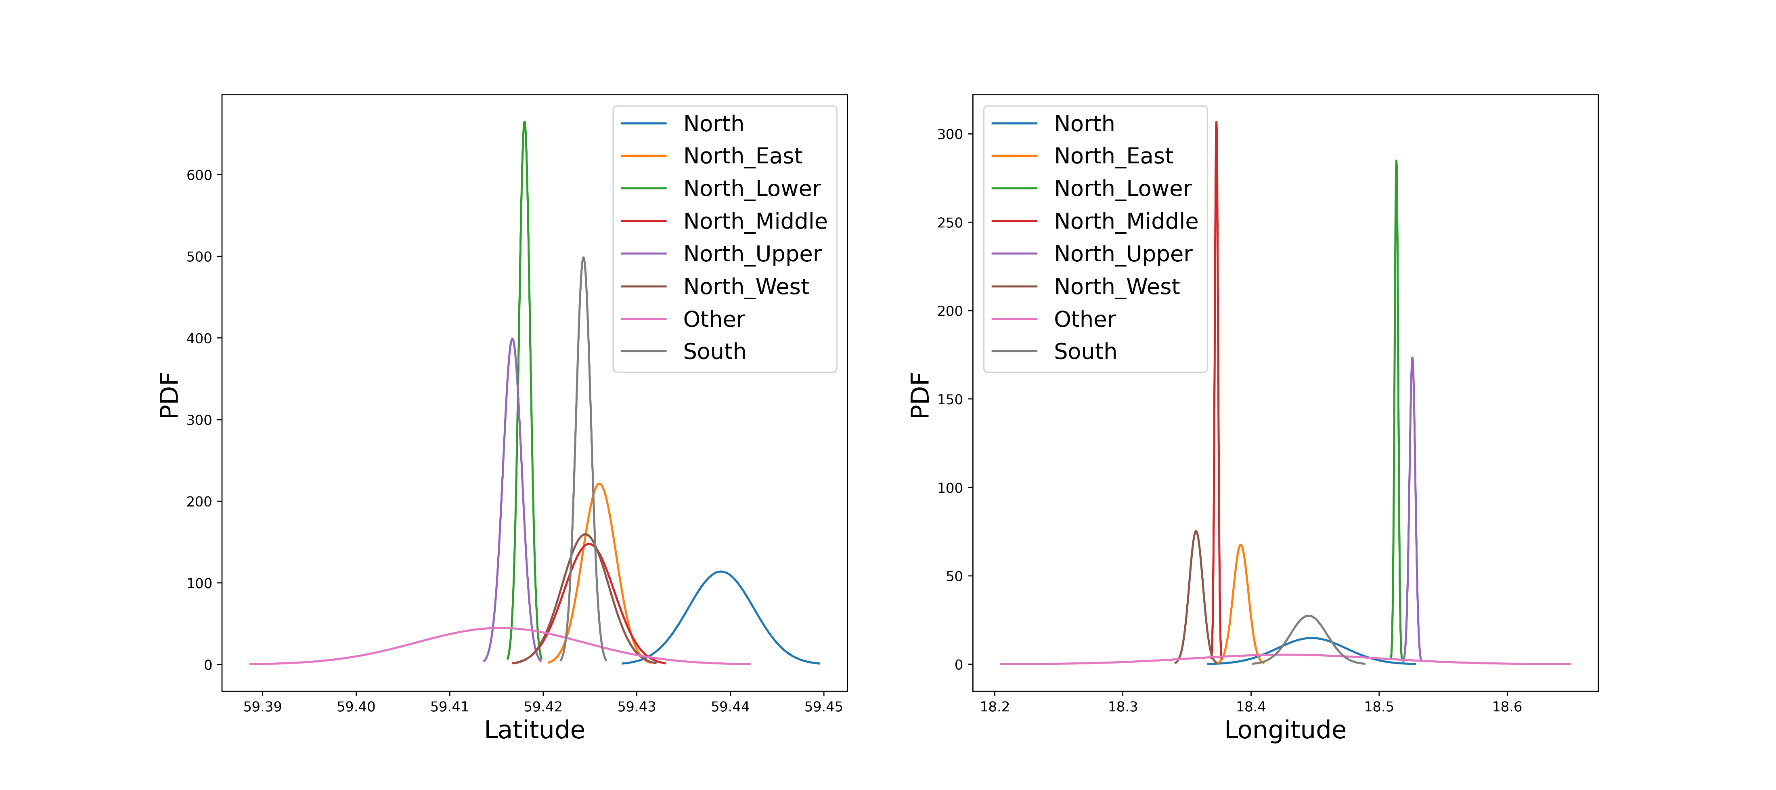 North
North_East
North_Lower
North_Middle
North_Upper
North_West
Other
South
PDF
600
500
400
300
200
100
0
59.39 59.40 59.41 59.42 59.43 59.44 59.45
Latitude
North
North_East
North_Lower
North_Middle
North_Upper
North_West
Other
South
PDF
300
250
200
150
100
50
0
18.2 18.3 18.4 18.5 18.6
Longitude